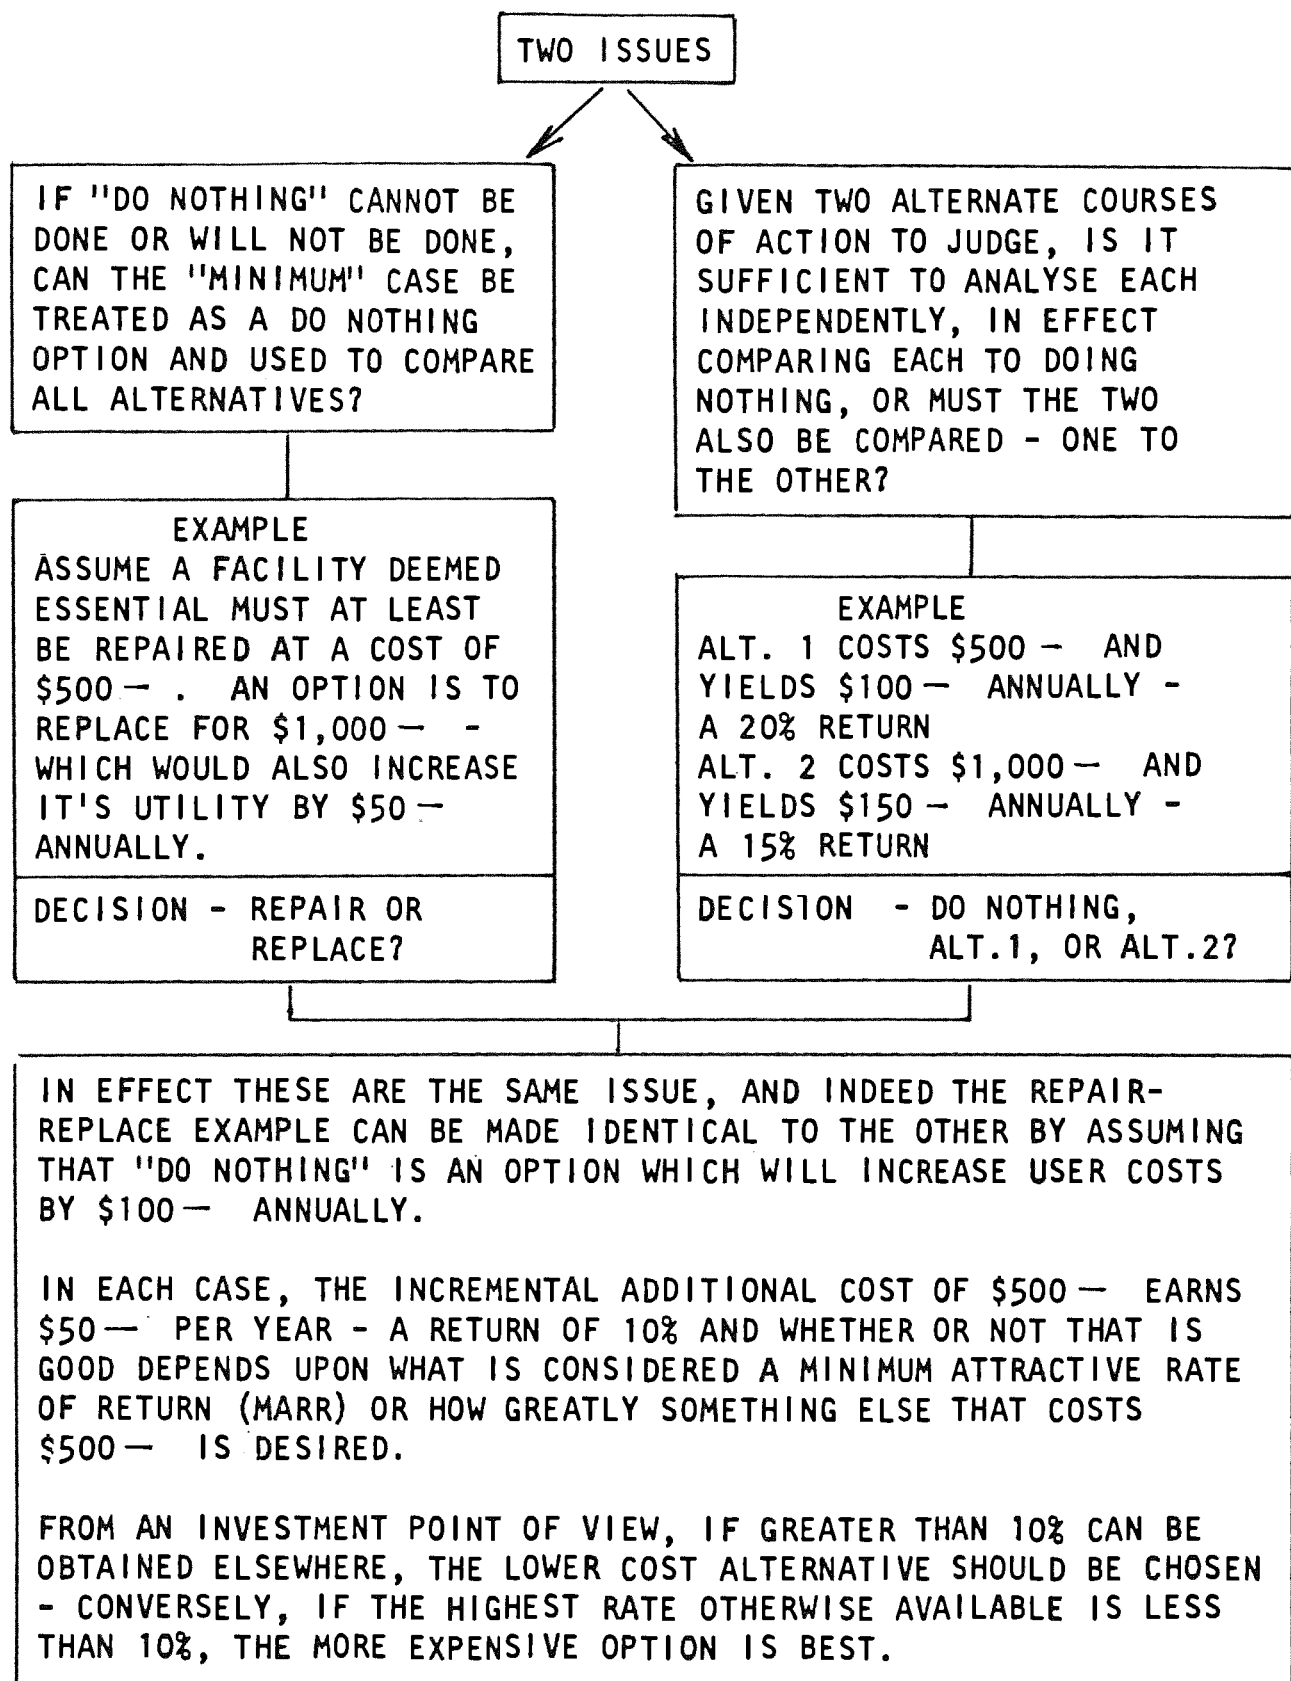 TWO ISSUES
IF "DO NOTHING" CANNOT BE
DONE OR WILL NOT BE DONE,
CAN THE "MINIMUM" CASE BE
TREATED AS A DO NOTHING
OPTION AND USED TO COMPARE
ALL ALTERNATIVES?
EXAMPLE
ASSUME A FACILITY DEEMED
ESSENTIAL MUST AT LEAST
BE REPAIRED AT A COST OF
$500— . AN OPTION IS TO
REPLACE FOR $1,000— -
WHICH WOULD ALSO INCREASE
IT'S UTILITY BY $50—
ANNUALLY.
DECISION - REPAIR OR
REPLACE?
GIVEN TWO ALTERNATE COURSES
OF ACTION TO JUDGE, IS IT
SUFFICIENT TO ANALYSE EACH
INDEPENDENTLY, IN EFFECT
COMPARING EACH TO DOING
NOTHING, OR MUST THE TWO
ALSO BE COMPARED - ONE TO
THE OTHER?
EXAMPLE
ALT. 1 COSTS $500— AND
YIELDS $100— ANNUALLY -
A 20% RETURN
ALT. 2 COSTS $1,000— AND
YIELDS $150— ANNUALLY -
A 15% RETURN
DECISION - DO NOTHING,
ALT.1, OR ALT.2?
IN EFFECT THESE ARE THE SAME ISSUE, AND INDEED THE REPAIR-
REPLACE EXAMPLE CAN BE MADE IDENTICAL TO THE OTHER BY ASSUMING
THAT "DO NOTHING" IS AN OPTION WHICH WILL INCREASE USER COSTS
BY $100— ANNUALLY.
IN EACH CASE, THE INCREMENTAL ADDITIONAL COST OF $500— EARNS
$50— PER YEAR - A RETURN OF 10% AND WHETHER OR NOT THAT IS
GOOD DEPENDS UPON WHAT IS CONSIDERED A MINIMUM ATTRACTIVE RATE
OF RETURN (MARR) OR HOW GREATLY SOMETHING ELSE THAT COSTS
$500— IS DESIRED.
FROM AN INVESTMENT POINT OF VIEW, IF GREATER THAN 10% CAN BE
OBTAINED ELSEWHERE, THE LOWER COST ALTERNATIVE SHOULD BE CHOSEN
- CONVERSELY, IF THE HIGHEST RATE OTHERWISE AVAILABLE IS LESS
THAN 10%, THE MORE EXPENSIVE OPTION IS BEST.